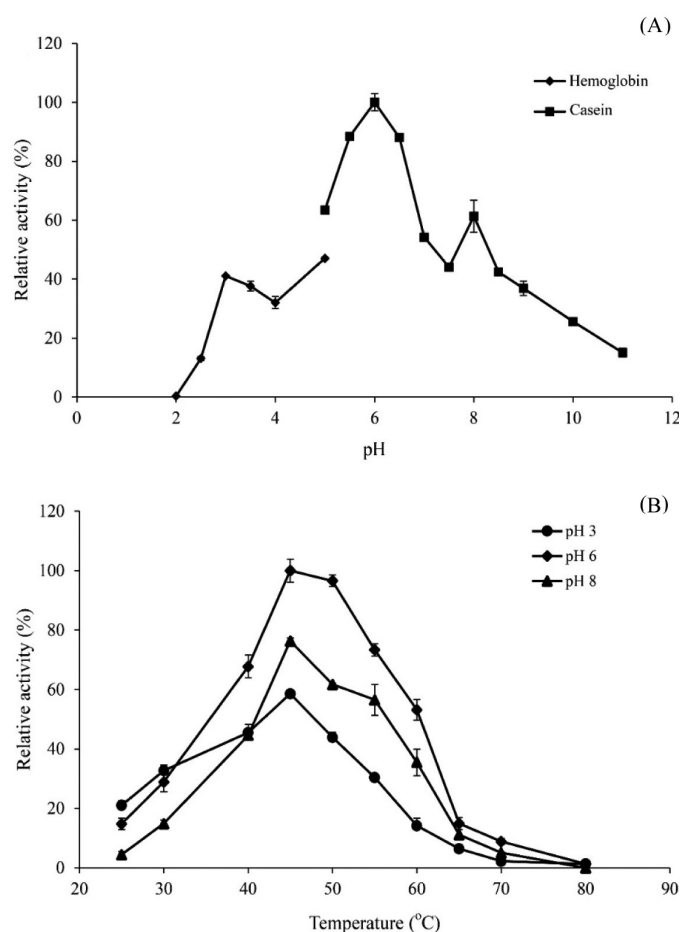 (A)
120
100
80
60
40
20
0
Relative activity (%)
Hemoglobin
Casein
0 2 4 6 8 10 12
pH
(B)
120
100
80
60
40
20
0
Relative activity (%)
pH 3
pH 6
pH 8
20 30 40 50 60 70 80 90
Temperature (°C)